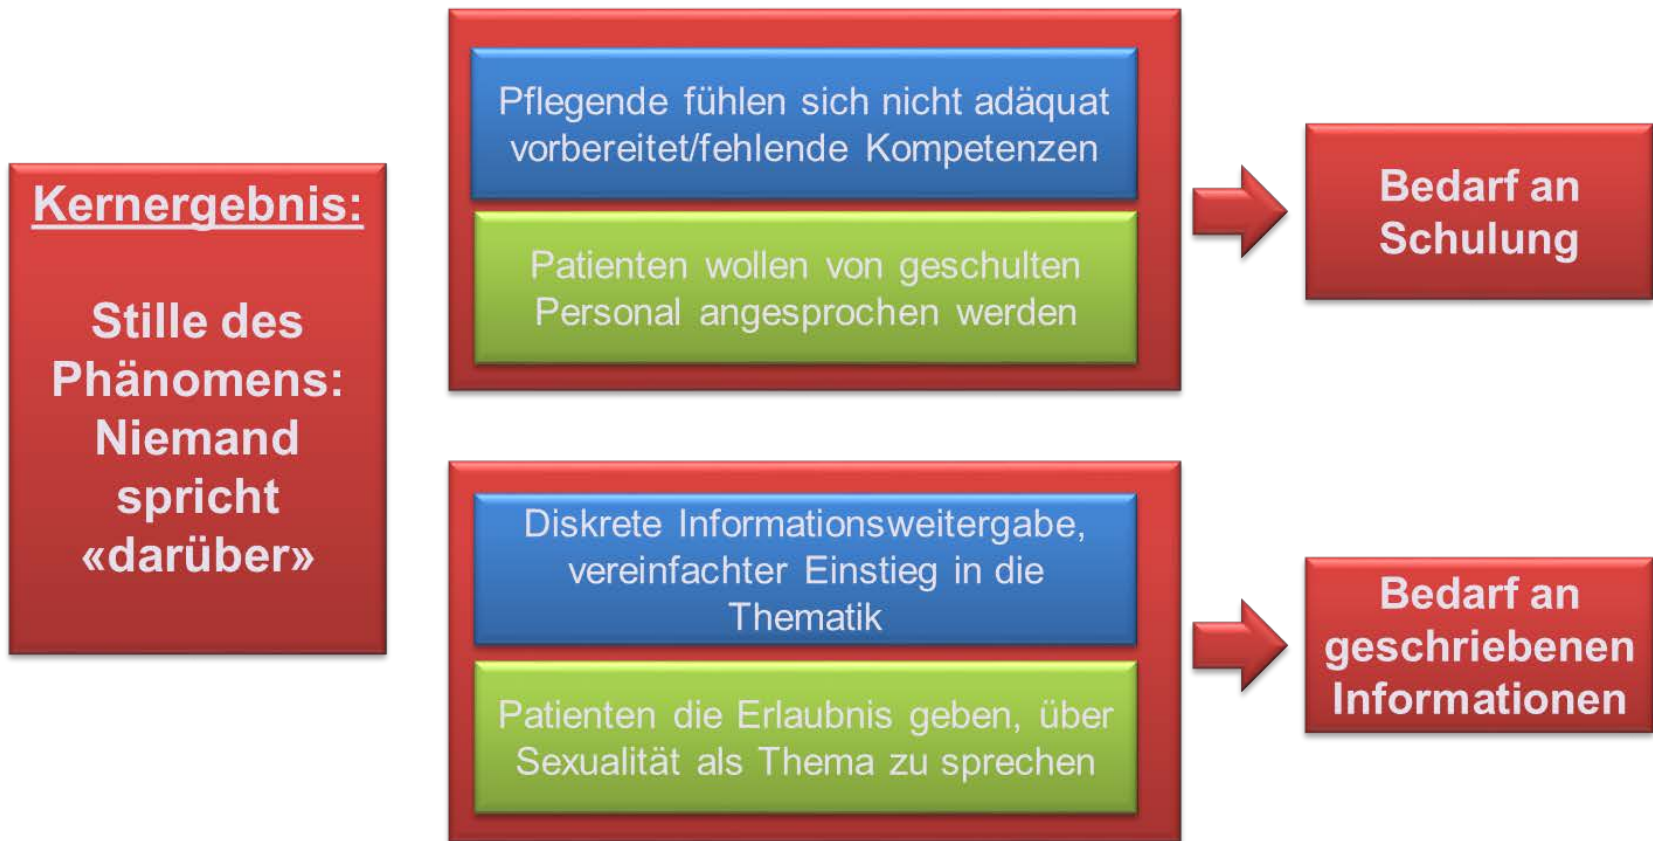 Kernergebnis:
Stille des
Phänomens:
Niemand
spricht
«darüber»
Pflegende fühlen sich nicht adäquat
vorbereitet/fehlende Kompetenzen
Patienten wollen von geschulten
Personal angesprochen werden
Bedarf an
Schulung
Diskrete Informationsweitergabe,
vereinfachter Einstieg in die
Thematik
Patienten die Erlaubnis geben, über
Sexualität als Thema zu sprechen
Bedarf an
geschriebenen
Informationen